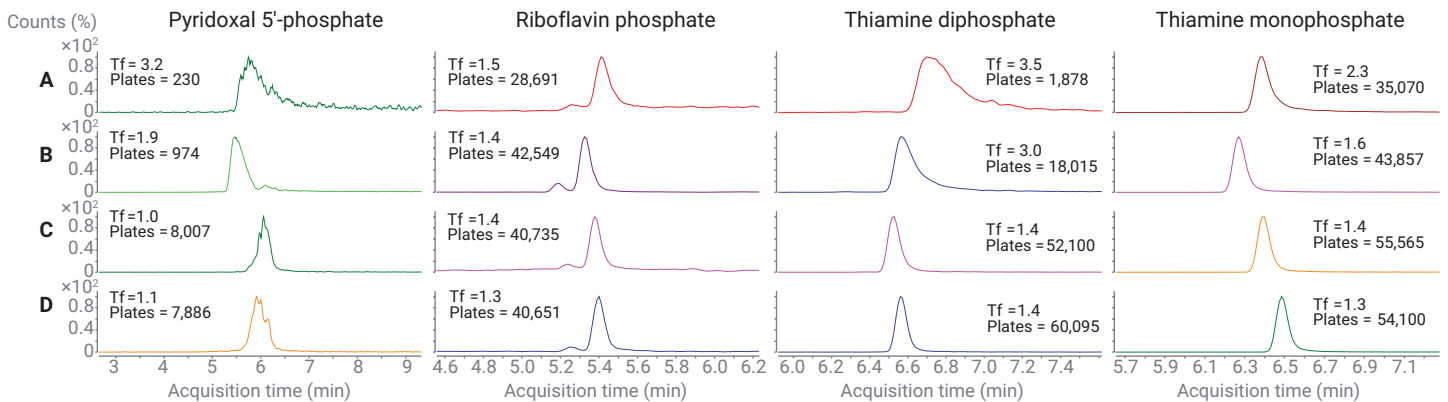 Counts (%)
Pyridoxal 5'-phosphate
Riboflavin phosphate
Thiamine diphosphate
Thiamine monophosphate
A
×10²
0.8
0.4
0
Tf = 3.2
Plates = 230
Tf =1.5
Plates = 28,691
Tf = 3.5
Plates = 1,878
Tf = 2.3
Plates = 35,070
B
×10²
0.8
0.4
0
Tf =1.9
Plates = 974
Tf =1.4
Plates = 42,549
Tf = 3.0
Plates = 18,015
Tf =1.6
Plates = 43,857
C
×10²
0.8
0.4
0
Tf =1.0
Plates = 8,007
Tf =1.4
Plates = 40,735
Tf =1.4
Plates =52,100
Tf =1.4
Plates = 55,565
D
×10²
0.8
0.4
0
Tf =1.1
Plates = 7,886
Tf =1.3
Plates = 40,651
Tf =1.4
Plates = 60,095
Tf =1.3
Plates = 54,100
3 4 5 6 7 8 9
4.6 4.8 5.0 5.2 5.4 5.6 5.8 6.0 6.2
6.0 6.2 6.4 6.6 6.8 7.0 7.2 7.4
5.7 5.9 6.1 6.3 6.5 6.7 6.9 7.1
Acquisition time (min)
Acquisition time (min)
Acquisition time (min)
Acquisition time (min)